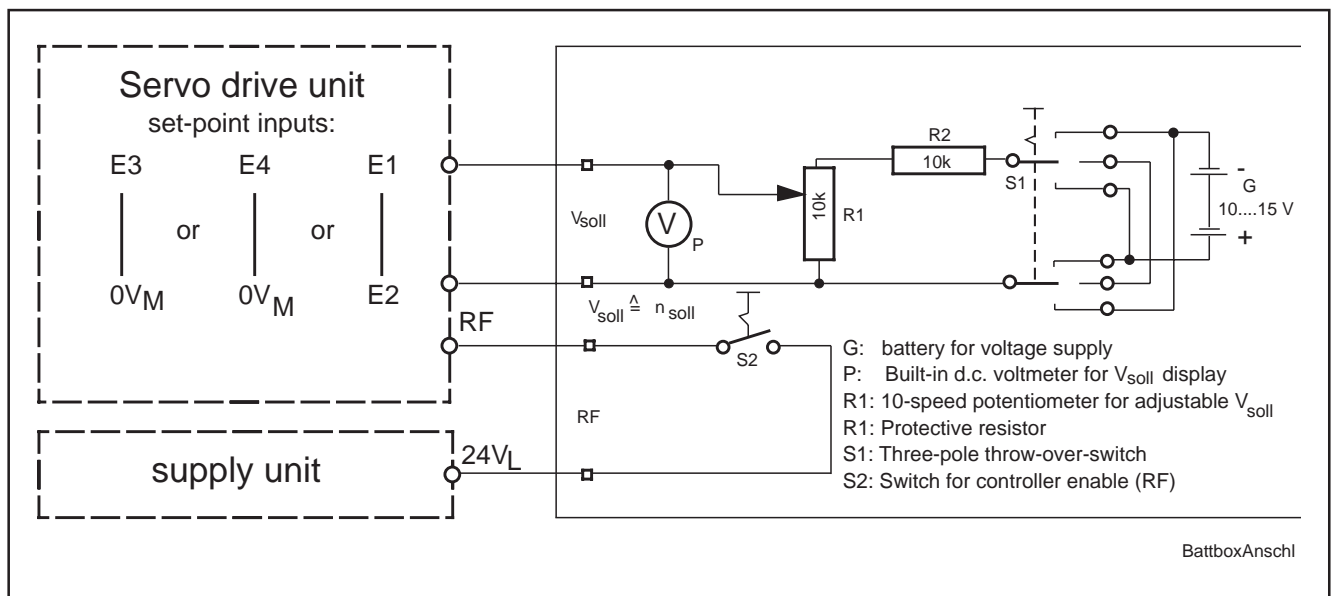 Servo drive unit
set-point inputs:
E3 E4 E1
or or
0VM 0VM E2
RF
supply unit
24VL
Vsoll
V
P
Vsoll ≙ nsoll
RF
S2
10k
R1
R2
10k
S1
-
G
10....15 V
+
G: battery for voltage supply
P: Built-in d.c. voltmeter for Vsoll display
R1: 10-speed potentiometer for adjustable Vsoll
R1: Protective resistor
S1: Three-pole throw-over-switch
S2: Switch for controller enable (RF)
BattboxAnschl